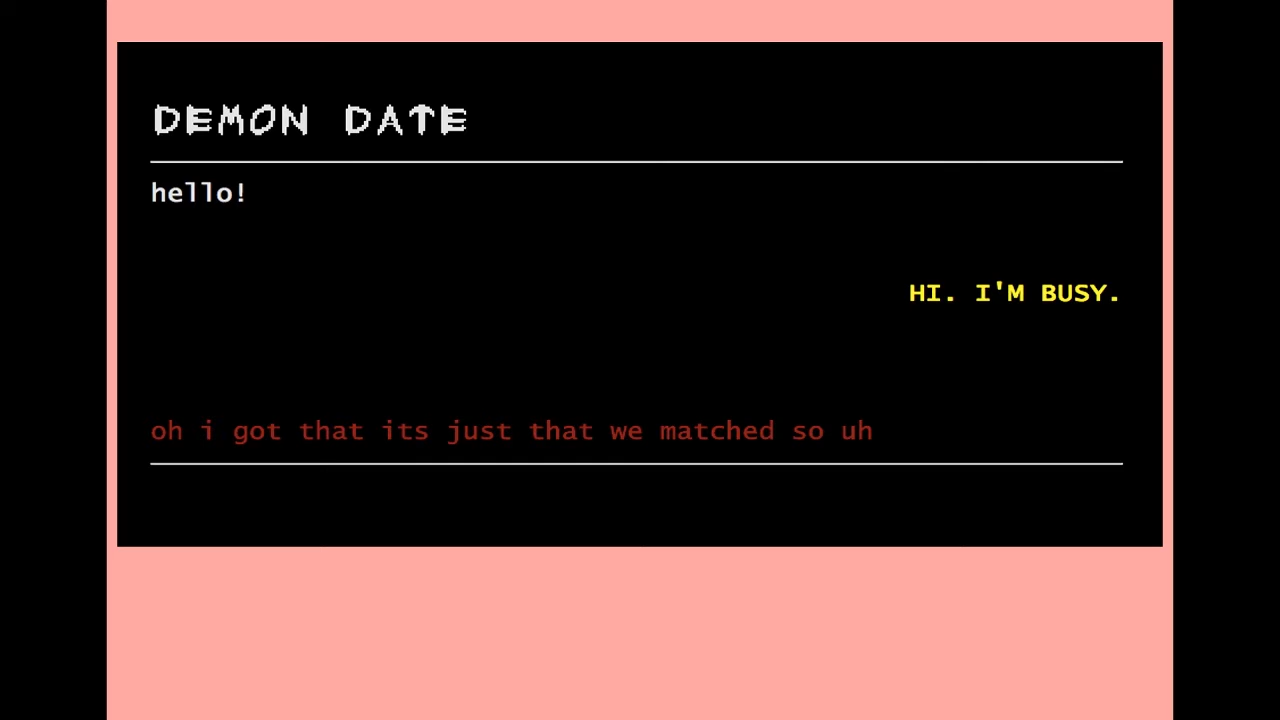 DEMON DATE
hello!
HI. I'M BUSY.
oh i got that its just that we matched so uh